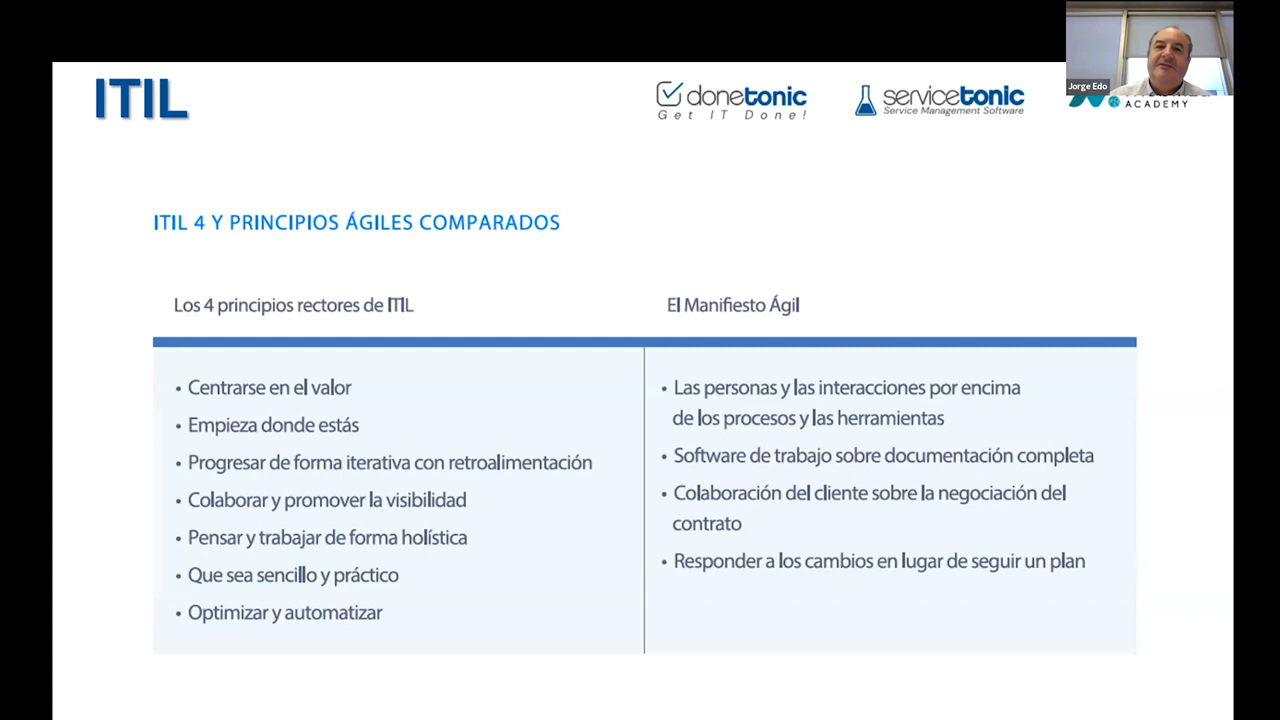 ITIL
donetonic
Get IT Done!
servicetonic
Service Management Software
ACADEMY
Jorge Edo
ITIL 4 Y PRINCIPIOS ÁGILES COMPARADOS
Los 4 principios rectores de ITIL
El Manifiesto Ágil
• Centrarse en el valor
• Empieza donde estás
• Progresar de forma iterativa con retroalimentación
• Colaborar y promover la visibilidad
• Pensar y trabajar de forma holística
• Que sea sencillo y práctico
• Optimizar y automatizar
• Las personas y las interacciones por encima
de los procesos y las herramientas
• Software de trabajo sobre documentación completa
• Colaboración del cliente sobre la negociación del
contrato
• Responder a los cambios en lugar de seguir un plan